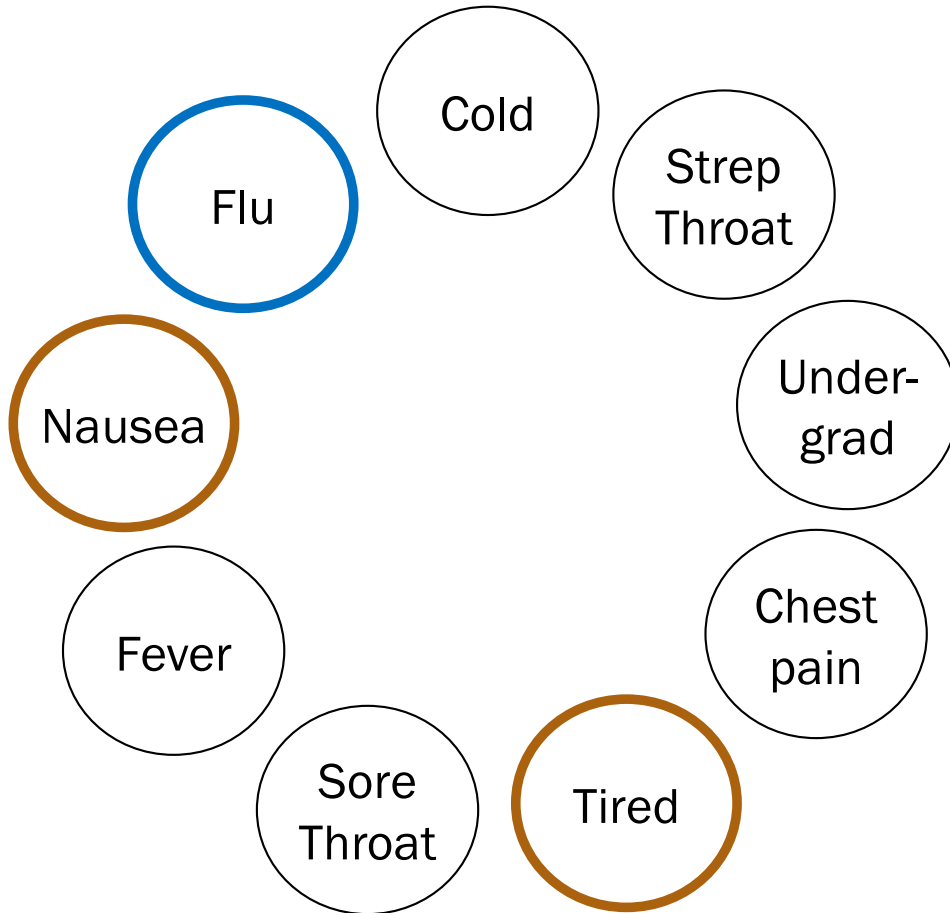 Cold
Strep
Throat
Flu
Under-
grad
Nausea
Chest
pain
Fever
Sore
Throat
Tired